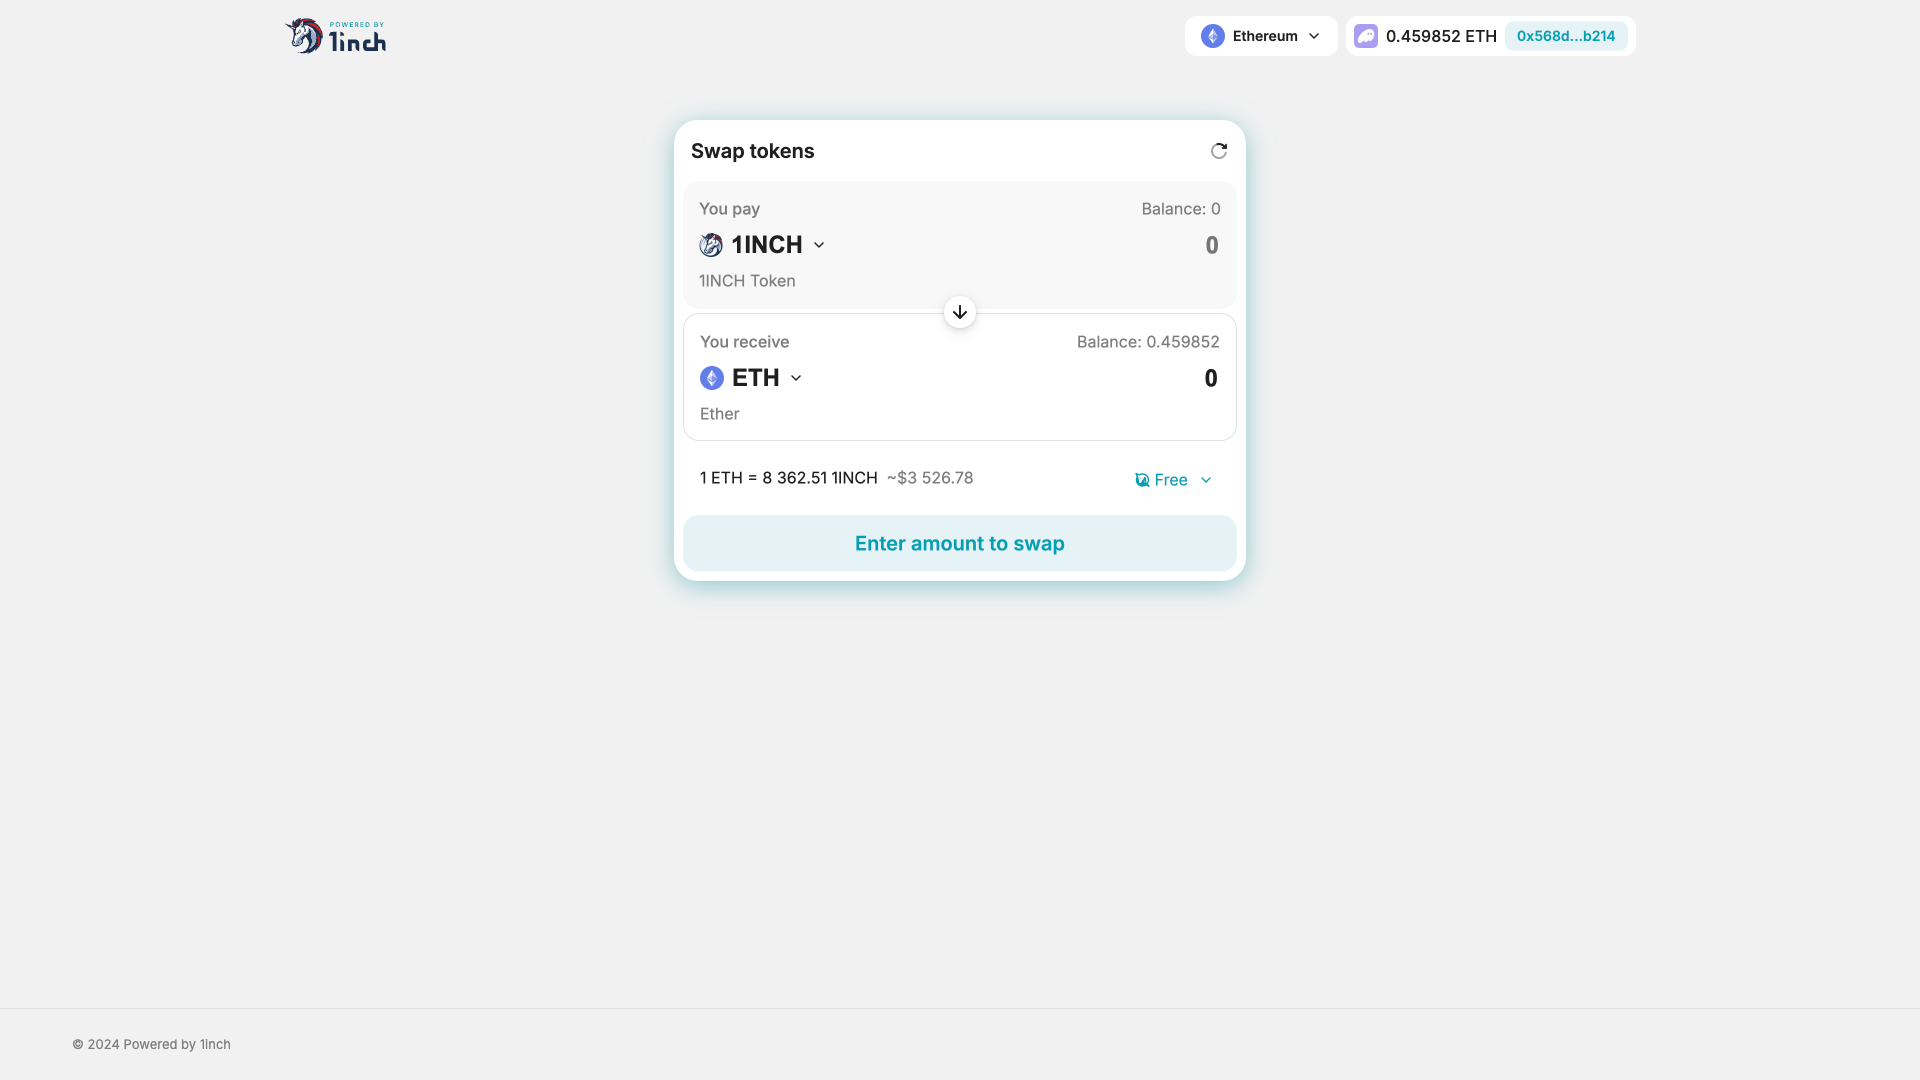 POWERED BY
1inch
Ethereum
0.459852 ETH
0x568d...b214
Swap tokens
You pay
Balance: 0
1INCH
0
1INCH Token
You receive
Balance: 0.459852
ETH
0
Ether
1 ETH = 8 362.51 1INCH ~$3 526.78
Free
Enter amount to swap
© 2024 Powered by 1inch